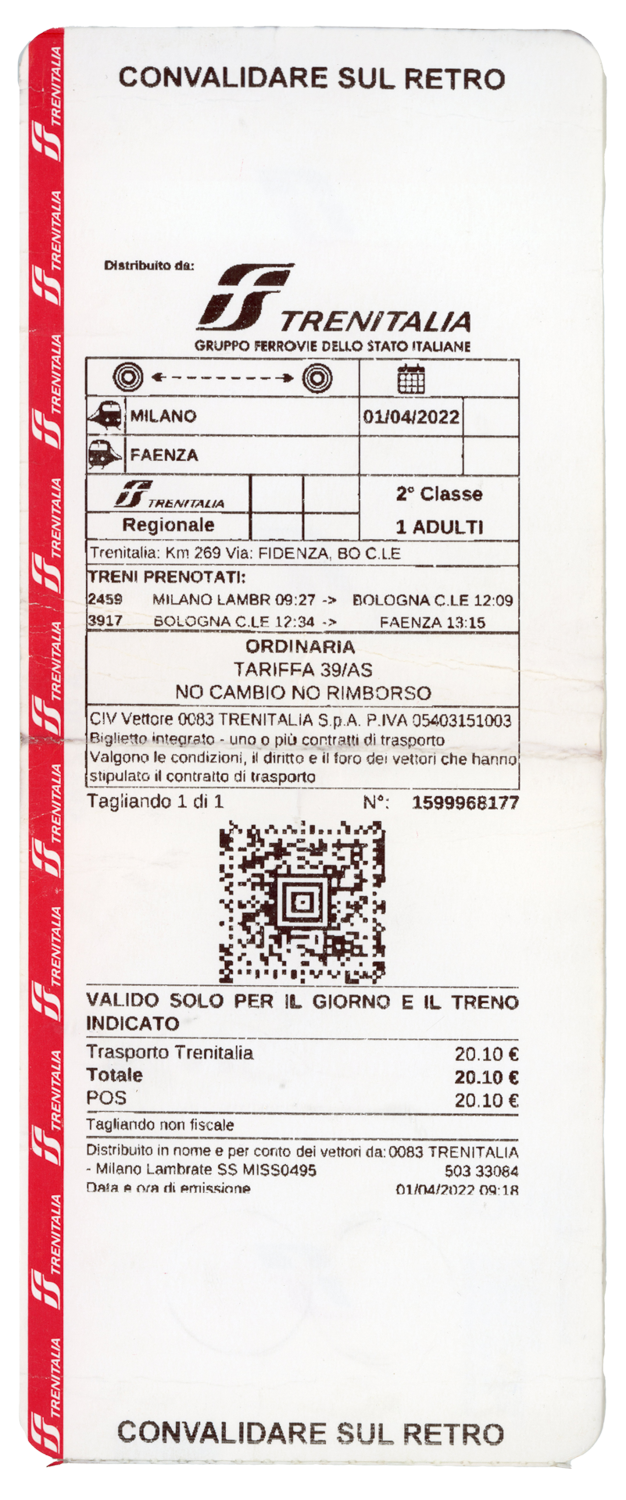 CONVALIDARE SUL RETRO
Distribuito da:
TRENITALIA
GRUPPO FERROVIE DELLO STATO ITALIANE
MILANO 01/04/2022
FAENZA
TRENITALIA 2° Classe
Regionale 1 ADULTI
Trenitalia: Km 269 Via: FIDENZA, BO C.LE
TRENI PRENOTATI:
2459 MILANO LAMBR 09:27 -> BOLOGNA C.LE 12:09
3917 BOLOGNA C.LE 12:34 -> FAENZA 13:15
ORDINARIA
TARIFFA 39/AS
NO CAMBIO NO RIMBORSO
CIV Vettore 0083 TRENITALIA S.p.A. P.IVA 05403151003
Biglietto integrato - uno o più contratti di trasporto
Valgono le condizioni, il diritto e il foro dei vettori che hanno
stipulato il contratto di trasporto
Tagliando 1 di 1 N°: 1599968177
VALIDO SOLO PER IL GIORNO E IL TRENO
INDICATO
Trasporto Trenitalia 20.10 €
Totale 20.10 €
POS 20.10 €
Tagliando non fiscale
Distribuito in nome e per conto dei vettori da: 0083 TRENITALIA
- Milano Lambrate SS MISS0495 503 33084
Data e ora di emissione 01/04/2022 09:18
CONVALIDARE SUL RETRO
TRENITALIA
TRENITALIA
TRENITALIA
TRENITALIA
TRENITALIA
TRENITALIA
TRENITALIA
TRENITALIA
TRENITALIA
TRENITALIA